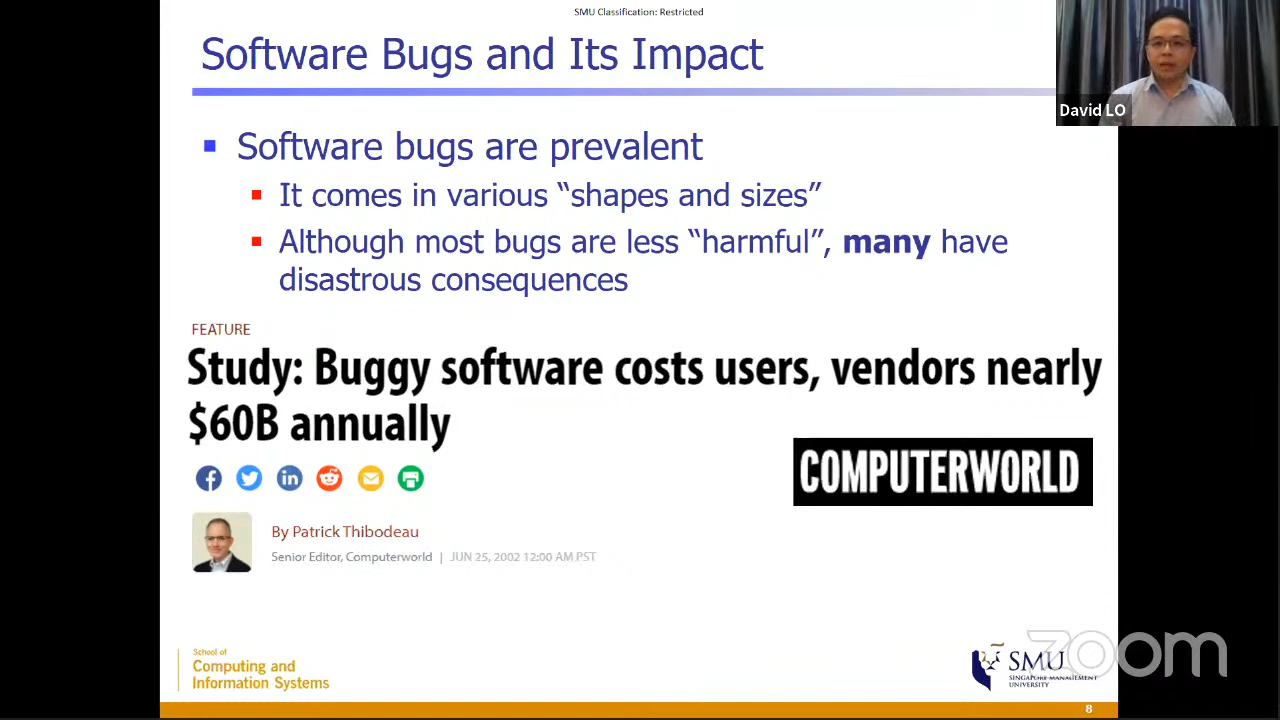 SMU Classification: Restricted
Software Bugs and Its Impact
David LO
Software bugs are prevalent
It comes in various “shapes and sizes”
Although most bugs are less “harmful”, many have
disastrous consequences
FEATURE
Study: Buggy software costs users, vendors nearly
$60B annually
COMPUTERWORLD
By Patrick Thibodeau
Senior Editor, Computerworld | JUN 25, 2002 12:00 AM PST
School of
Computing and
Information Systems
SMU
SINGAPORE MANAGEMENT
UNIVERSITY
zoom
8